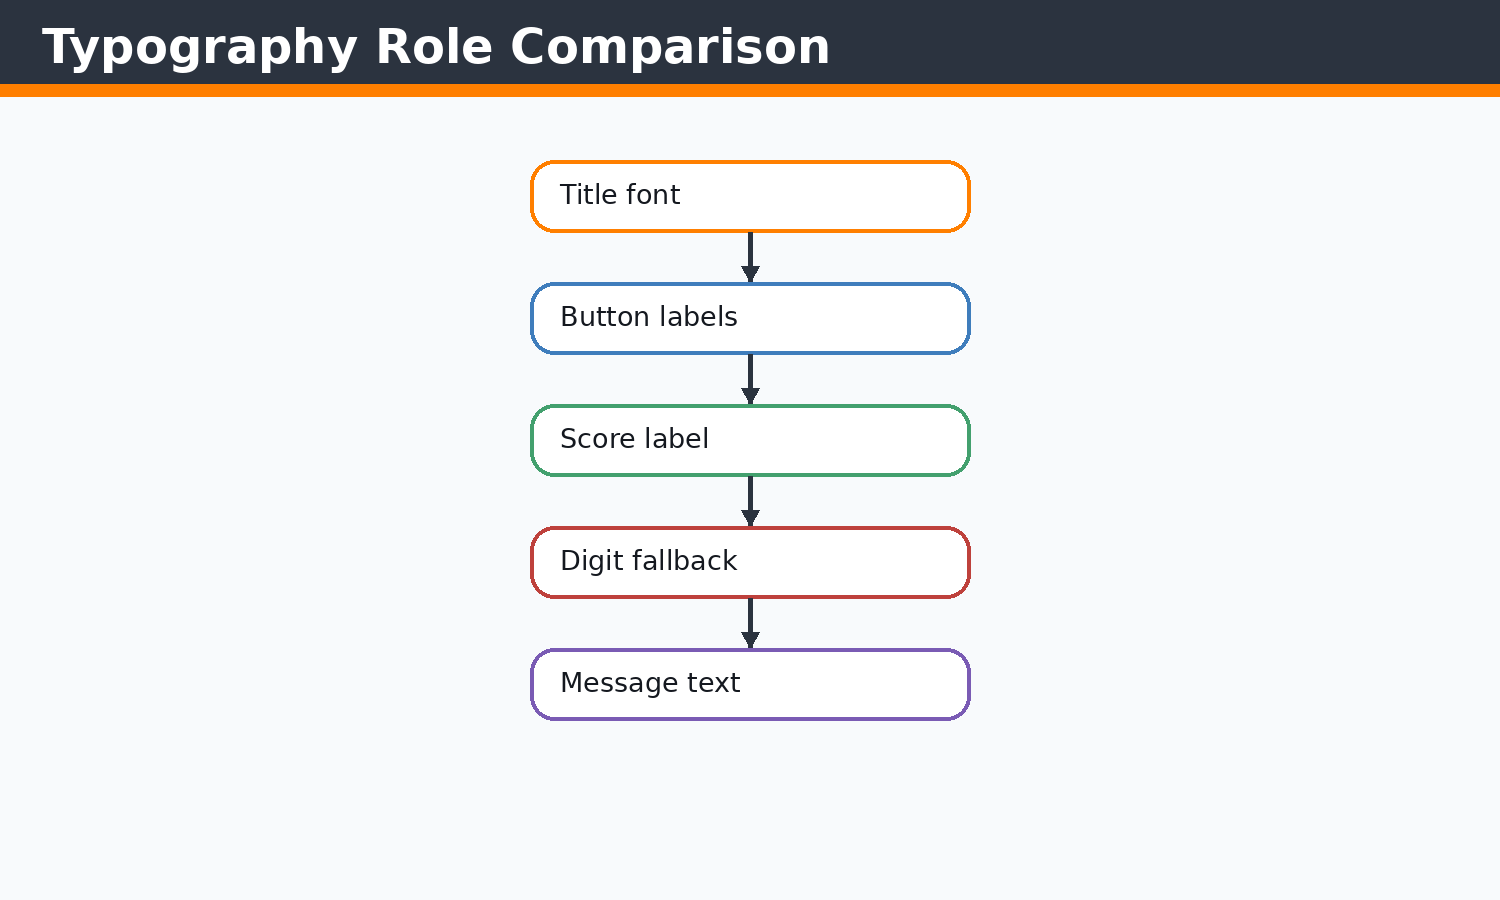 Typography Role Comparison
Title font
Button labels
Score label
Digit fallback
Message text